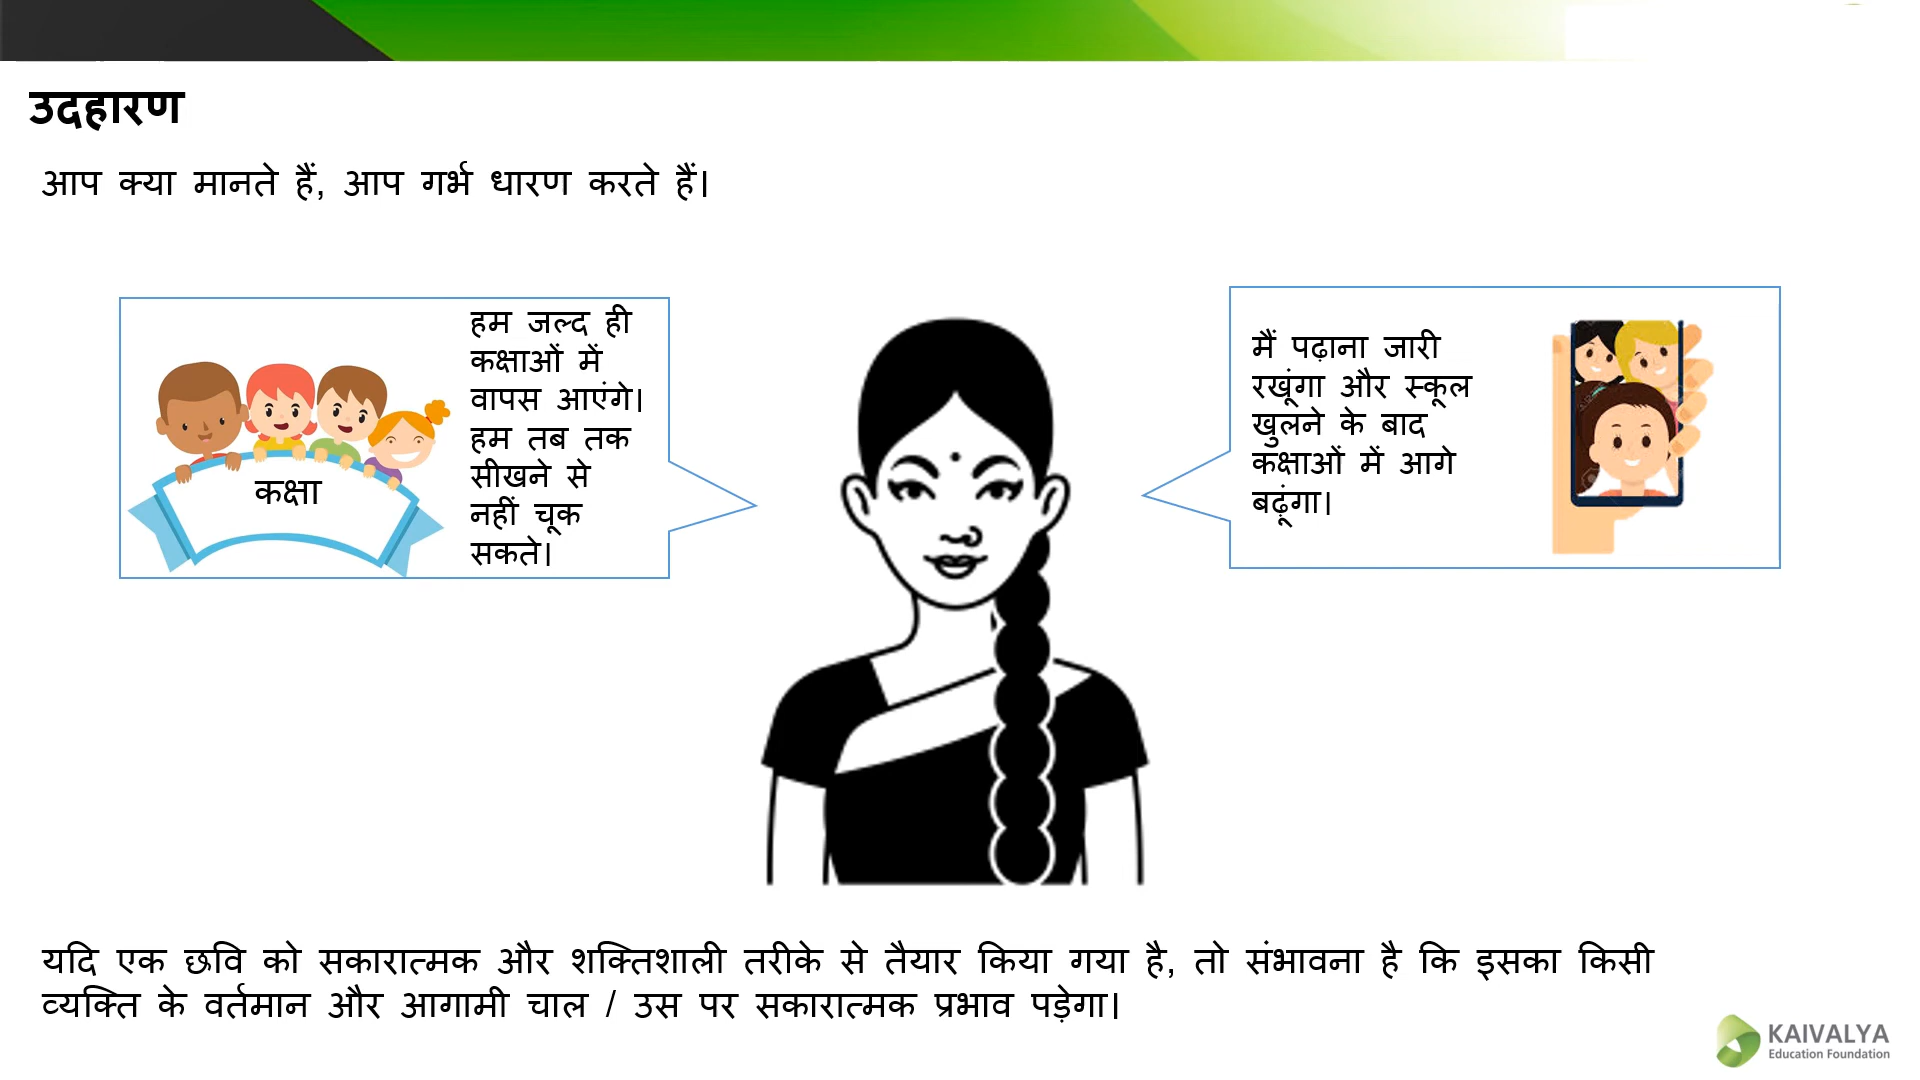 उदहारण
आप क्या मानते हैं, आप गर्भ धारण करते हैं।
हम जल्द ही
कक्षाओं में
वापस आएंगे।
हम तब तक
सीखने से
नहीं चूक
सकते।
कक्षा
मैं पढ़ाना जारी
रखूंगा और स्कूल
खुलने के बाद
कक्षाओं में आगे
बढ़ूंगा।
यदि एक छवि को सकारात्मक और शक्तिशाली तरीके से तैयार किया गया है, तो संभावना है कि इसका किसी
व्यक्ति के वर्तमान और आगामी चाल / उस पर सकारात्मक प्रभाव पड़ेगा।
KAIVALYA
Education Foundation